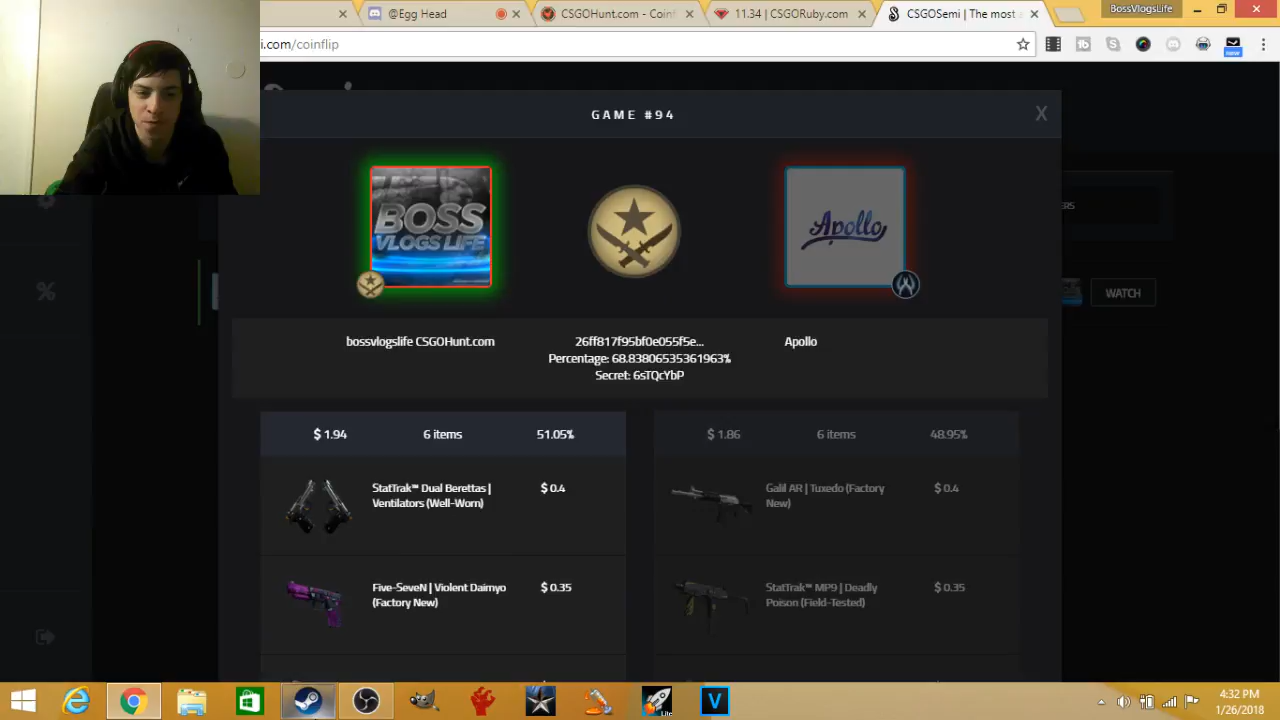 @Egg Head
CSGOHunt.com - Coinf
11.34 | CSGORuby.com
CSGOSemi | The most a
BossVlogsLife
i.com/coinflip
new
GAME #94
X
BOSS
VLOGS LIFE
Apollo
ERS
WATCH
bossvlogslife CSGOHunt.com
26ff817f95bf0e055f5e...
Apollo
Percentage: 68.83806535361963%
Secret: 6sTQcYbP
$ 1.94 6 items 51.05%
$ 1.86 6 items 48.95%
StatTrak™ Dual Berettas |
Ventilators (Well-Worn)
$ 0.4
Galil AR | Tuxedo (Factory
New)
$ 0.4
Five-SeveN | Violent Daimyo
(Factory New)
$ 0.35
StatTrak™ MP9 | Deadly
Poison (Field-Tested)
$ 0.35
Lite
V
4:32 PM
1/26/2018